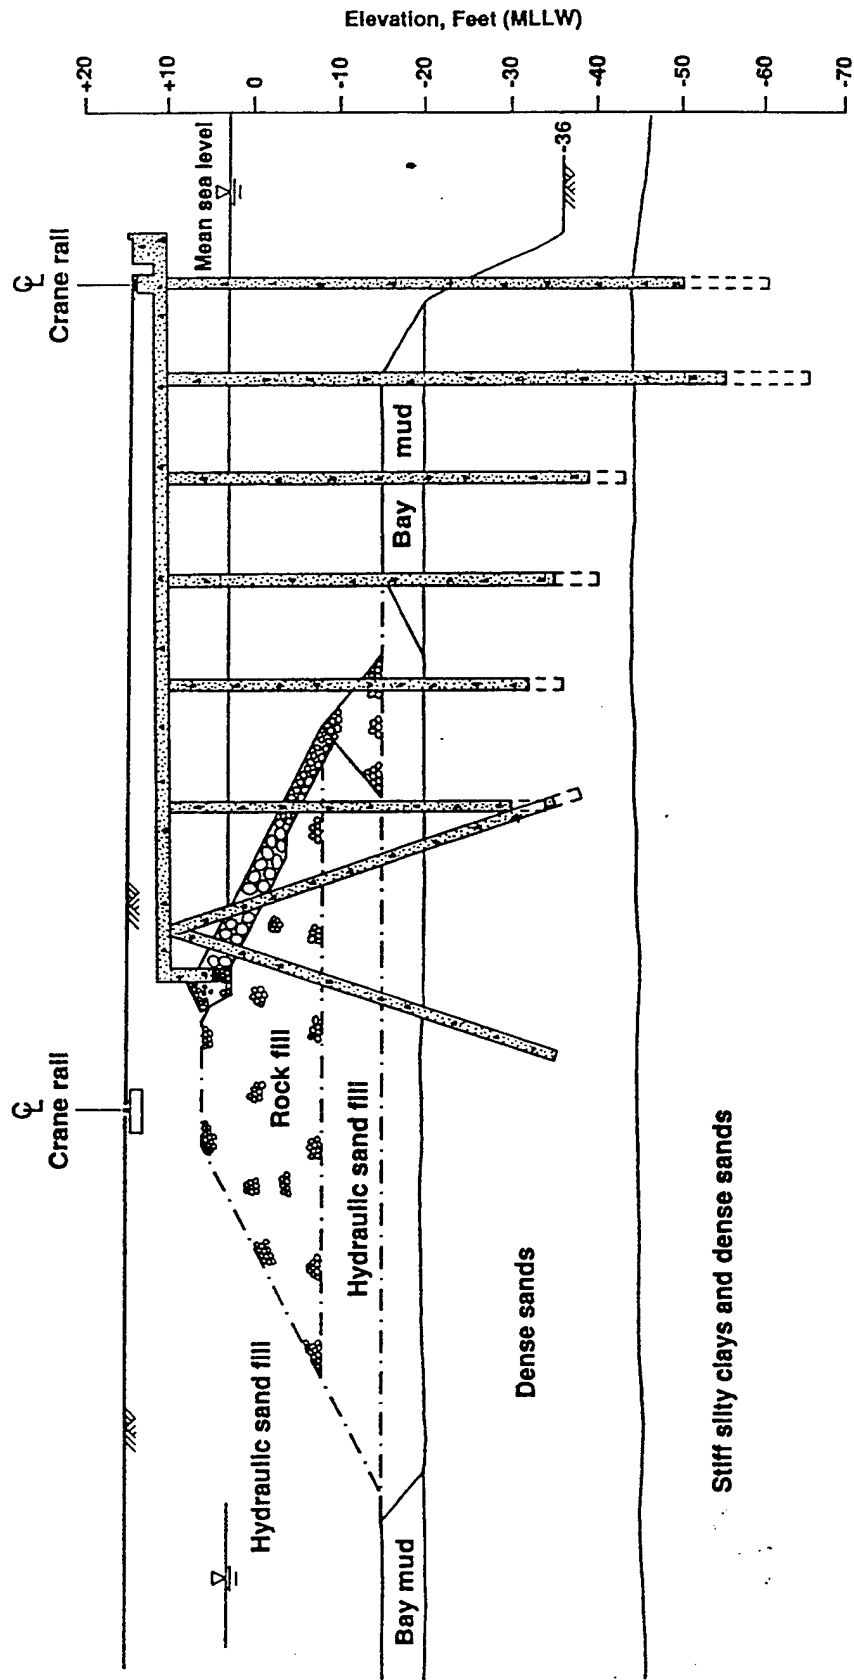 Elevation, Feet (MLLW)
+20
+10
0
-10
-20
-30
-40
-50
-60
-70
℄
Crane rail
Mean sea level
-36
Bay mud
℄
Crane rail
Rock fill
Hydraulic sand fill
Hydraulic sand fill
Bay mud
Dense sands
Stiff silty clays and dense sands